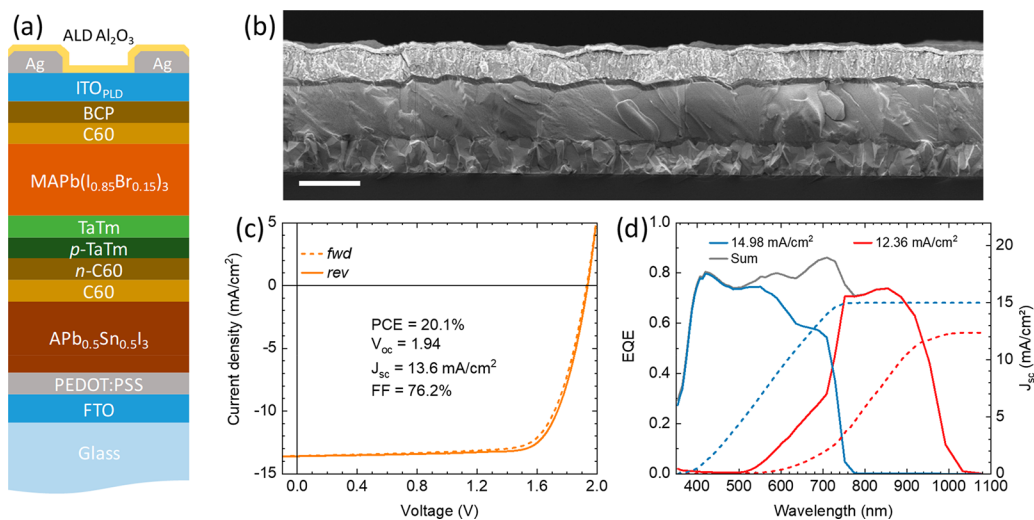 (a)
ALD Al₂O₃
Ag
Ag
ITO_PLD
BCP
C60
MAPb(I₀.₈₅Br₀.₁₅)₃
TaTm
p-TaTm
n-C60
C60
APb₀.₅Sn₀.₅I₃
PEDOT:PSS
FTO
Glass
(b)
(c)
5
0
-5
-10
-15
Current density (mA/cm²)
fwd
rev
PCE = 20.1%
Voc = 1.94
Jsc = 13.6 mA/cm²
FF = 76.2%
0.0
0.4
0.8
1.2
1.6
2.0
Voltage (V)
(d)
1.0
0.8
0.6
0.4
0.2
0.0
EQE
14.98 mA/cm²
12.36 mA/cm²
Sum
20
15
10
5
0
Jsc (mA/cm²)
400 500 600 700 800 900 1000 1100
Wavelength (nm)